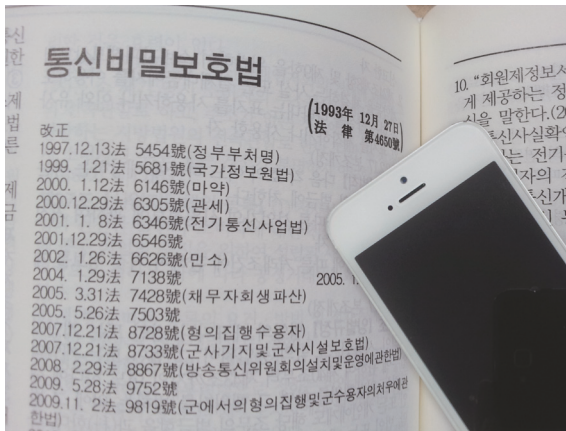 통신비밀보호법
(1993年 12月 27日
法 律 第4650號)
改正
1997.12.13法 5454號(정부부처명)
1999. 1.21法 5681號(국가정보원법)
2000. 1.12法 6146號(마약)
2000.12.29法 6305號(관세)
2001. 1. 8法 6346號(전기통신사업법)
2001.12.29法 6546號
2002. 1.26法 6626號(민소)
2004. 1.29法 7138號
2005.
2005. 3.31法 7428號(채무자회생파산)
2005. 5.26法 7503號
2007.12.21法 8728號(형의집행수용자)
2007.12.21法 8733號(군사기지및군사시설보호법)
2008. 2.29法 8867號(방송통신위원회의설치및운영에관한법)
2009. 5.28法 9752號
2009.11. 2法 9819號(군에서의형의집행및군수용자의처우에관
한법)
10. “회원제정보서
게 제공하는 정
을 말한다.(20
통신사실확
는 전기
자의